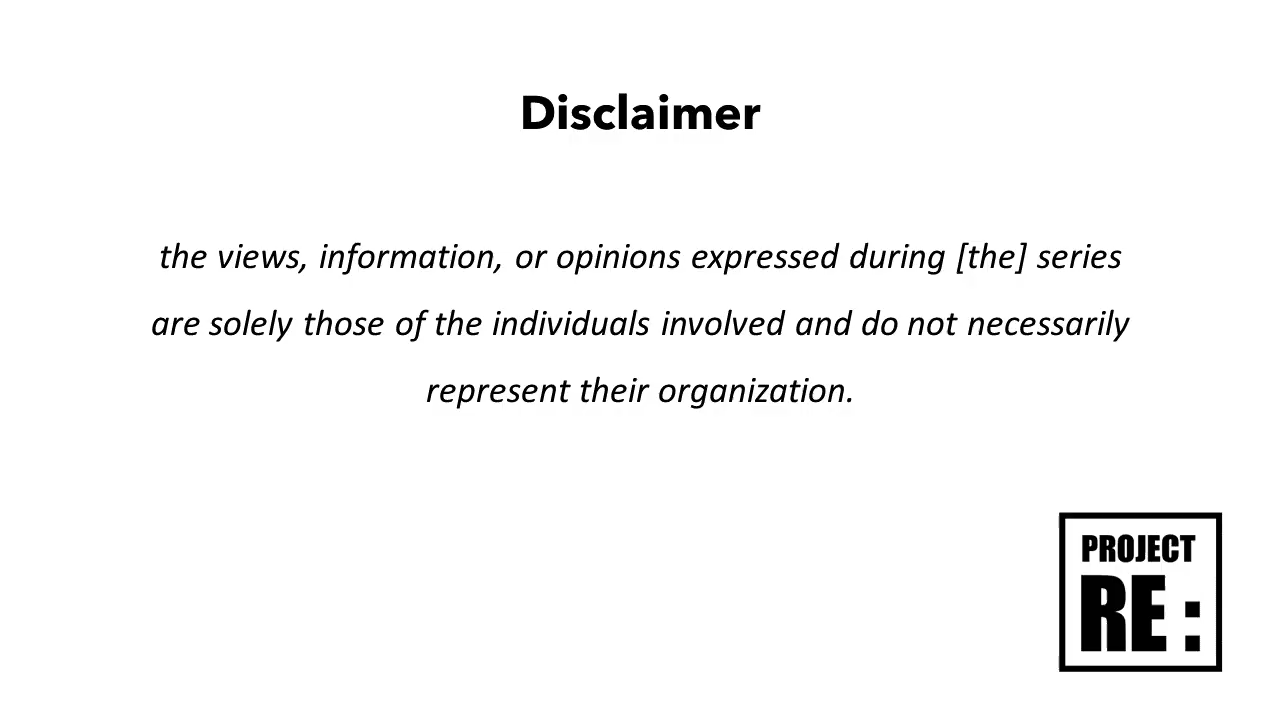 Disclaimer
the views, information, or opinions expressed during [the] series
are solely those of the individuals involved and do not necessarily
represent their organization.
PROJECT
RE :